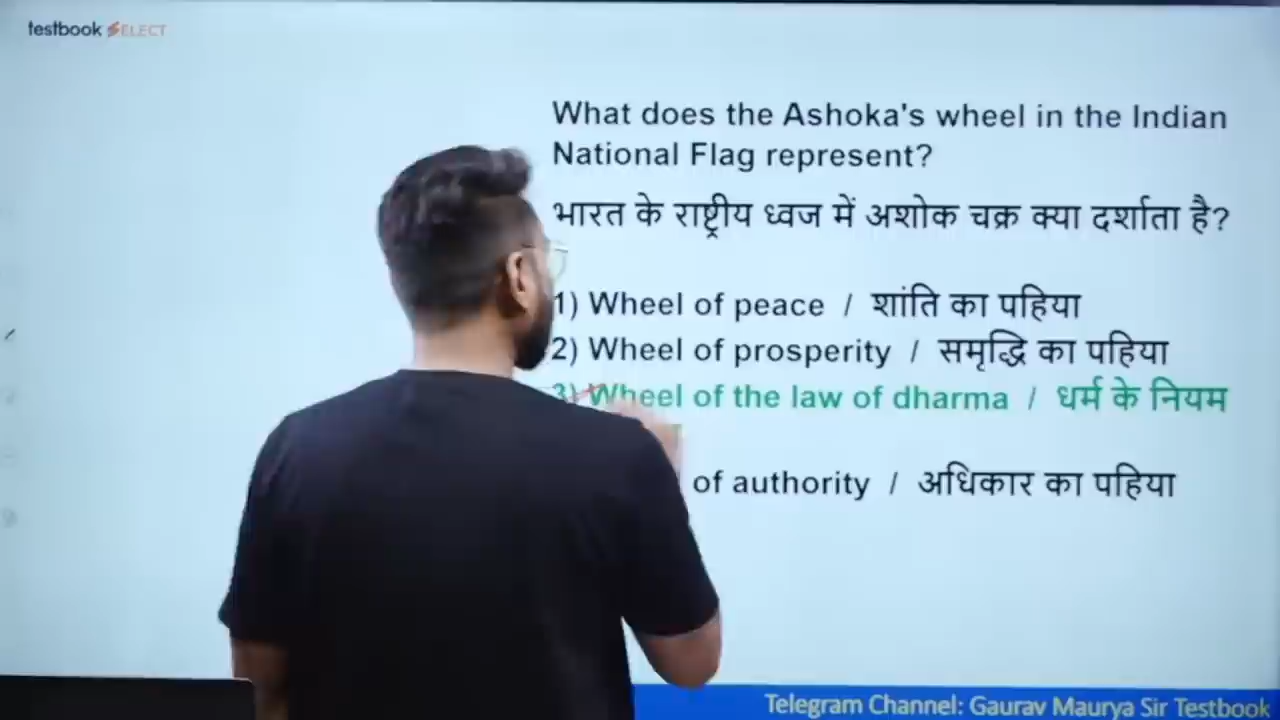 testbook SELECT
What does the Ashoka's wheel in the Indian
National Flag represent?
भारत के राष्ट्रीय ध्वज में अशोक चक्र क्या दर्शाता है?
1) Wheel of peace / शांति का पहिया
2) Wheel of prosperity / समृद्धि का पहिया
3) Wheel of the law of dharma / धर्म के नियम
of authority / अधिकार का पहिया
Telegram Channel: Gaurav Maurya Sir Testbook